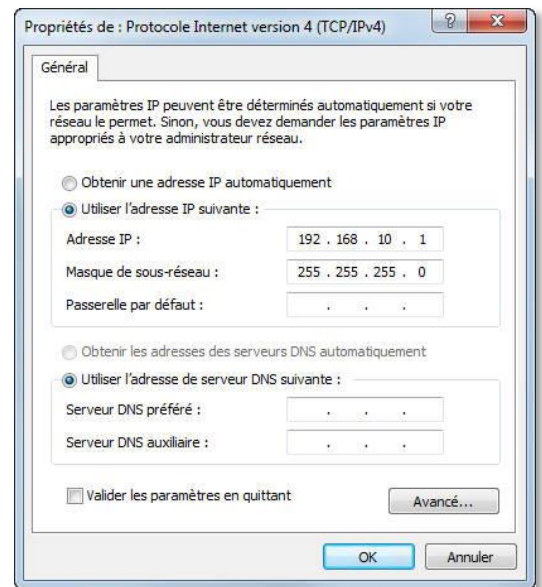 Propriétés de : Protocole Internet version 4 (TCP/IPv4)
Général
Les paramètres IP peuvent être déterminés automatiquement si votre
réseau le permet. Sinon, vous devez demander les paramètres IP
appropriés à votre administrateur réseau.
Obtenir une adresse IP automatiquement
Utiliser l'adresse IP suivante :
Adresse IP : 192 . 168 . 10 . 1
Masque de sous-réseau : 255 . 255 . 255 . 0
Passerelle par défaut : . . .
Obtenir les adresses des serveurs DNS automatiquement
Utiliser l'adresse de serveur DNS suivante :
Serveur DNS préféré : . . .
Serveur DNS auxiliaire : . . .
Valider les paramètres en quittant
Avancé...
OK Annuler